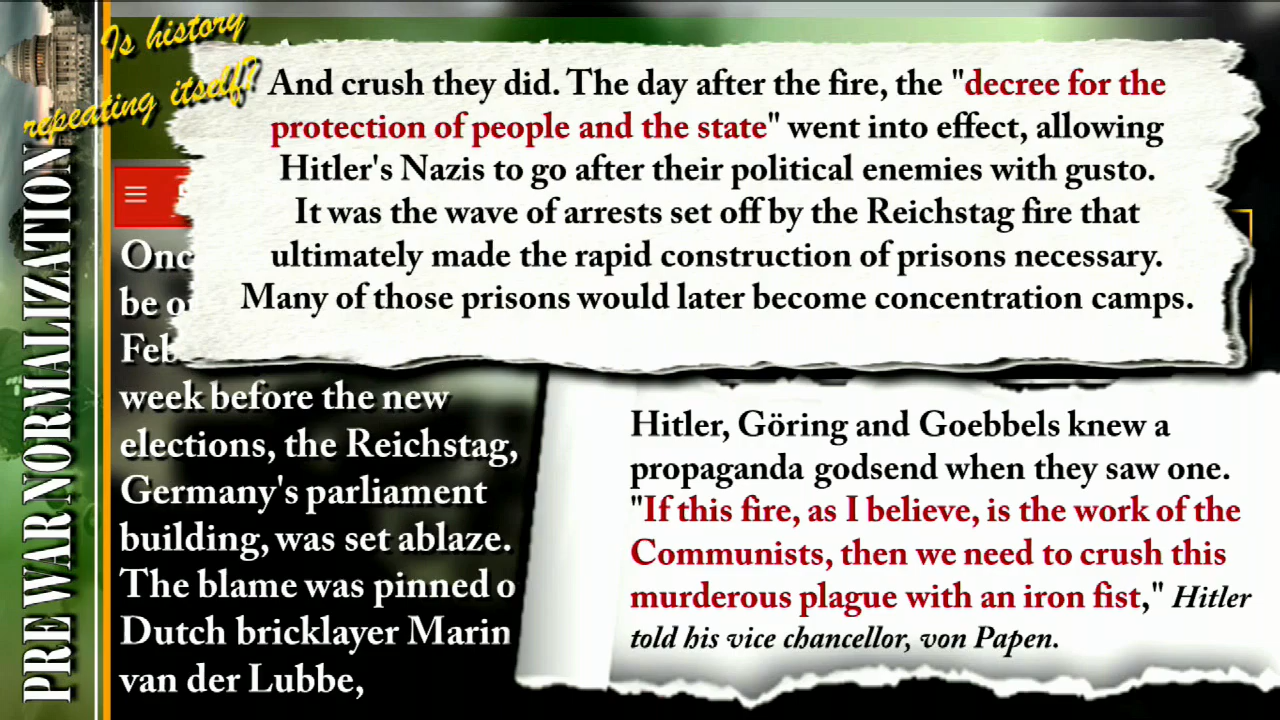 Is history
repeating itself?
PRE WAR NORMALIZATION
And crush they did. The day after the fire, the "decree for the
protection of people and the state" went into effect, allowing
Hitler's Nazis to go after their political enemies with gusto.
It was the wave of arrests set off by the Reichstag fire that
ultimately made the rapid construction of prisons necessary.
Many of those prisons would later become concentration camps.
Onc
be o
Feb
week before the new
elections, the Reichstag,
Germany's parliament
building, was set ablaze.
The blame was pinned o
Dutch bricklayer Marin
van der Lubbe,
Hitler, Göring and Goebbels knew a
propaganda godsend when they saw one.
"If this fire, as I believe, is the work of the
Communists, then we need to crush this
murderous plague with an iron fist," Hitler
told his vice chancellor, von Papen.